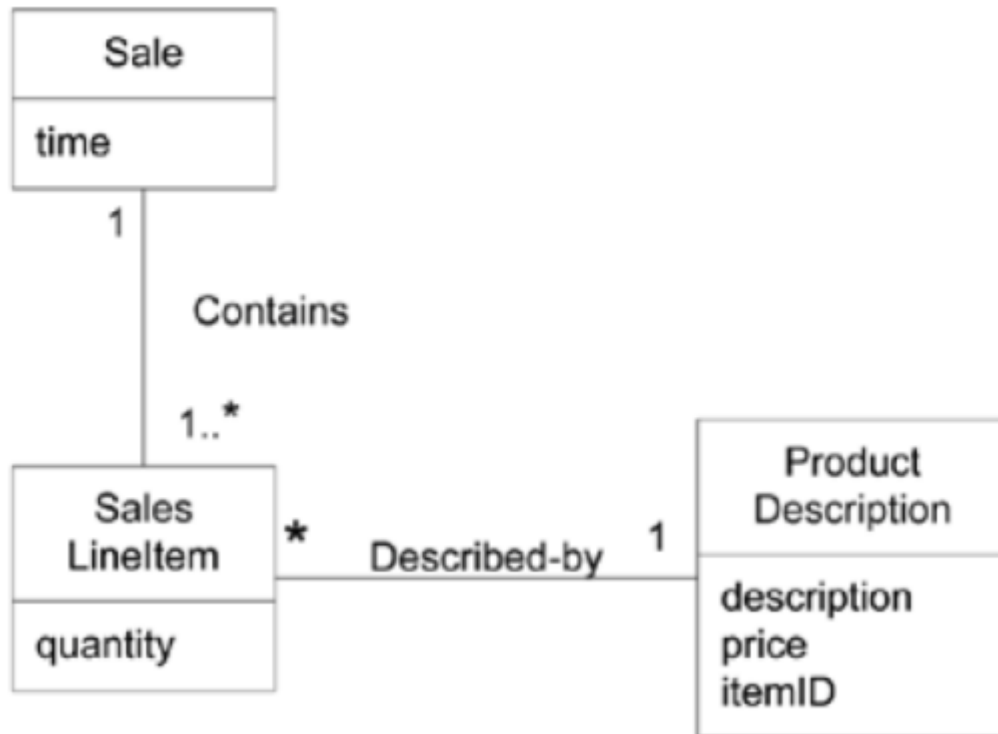 Sale
time
1
Contains
1..*
Sales
LineItem
quantity
*
Described-by
1
Product
Description
description
price
itemID